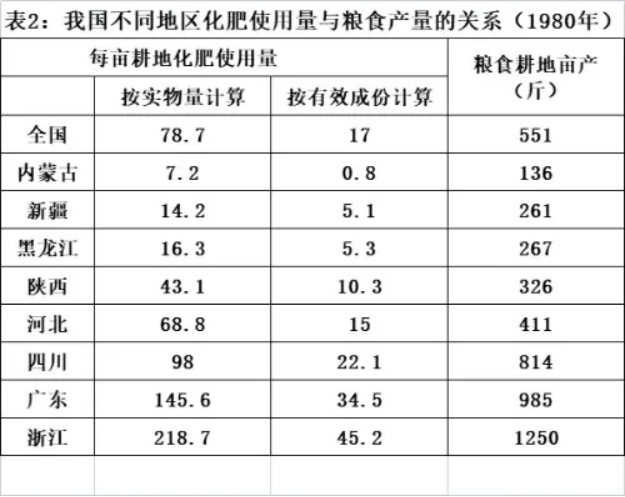 表2：我国不同地区化肥使用量与粮食产量的关系（1980年）
每亩耕地化肥使用量 粮食耕地亩产（斤）
按实物量计算 按有效成份计算
全国 78.7 17 551
内蒙古 7.2 0.8 136
新疆 14.2 5.1 261
黑龙江 16.3 5.3 267
陕西 43.1 10.3 326
河北 68.8 15 411
四川 98 22.1 814
广东 145.6 34.5 985
浙江 218.7 45.2 1250